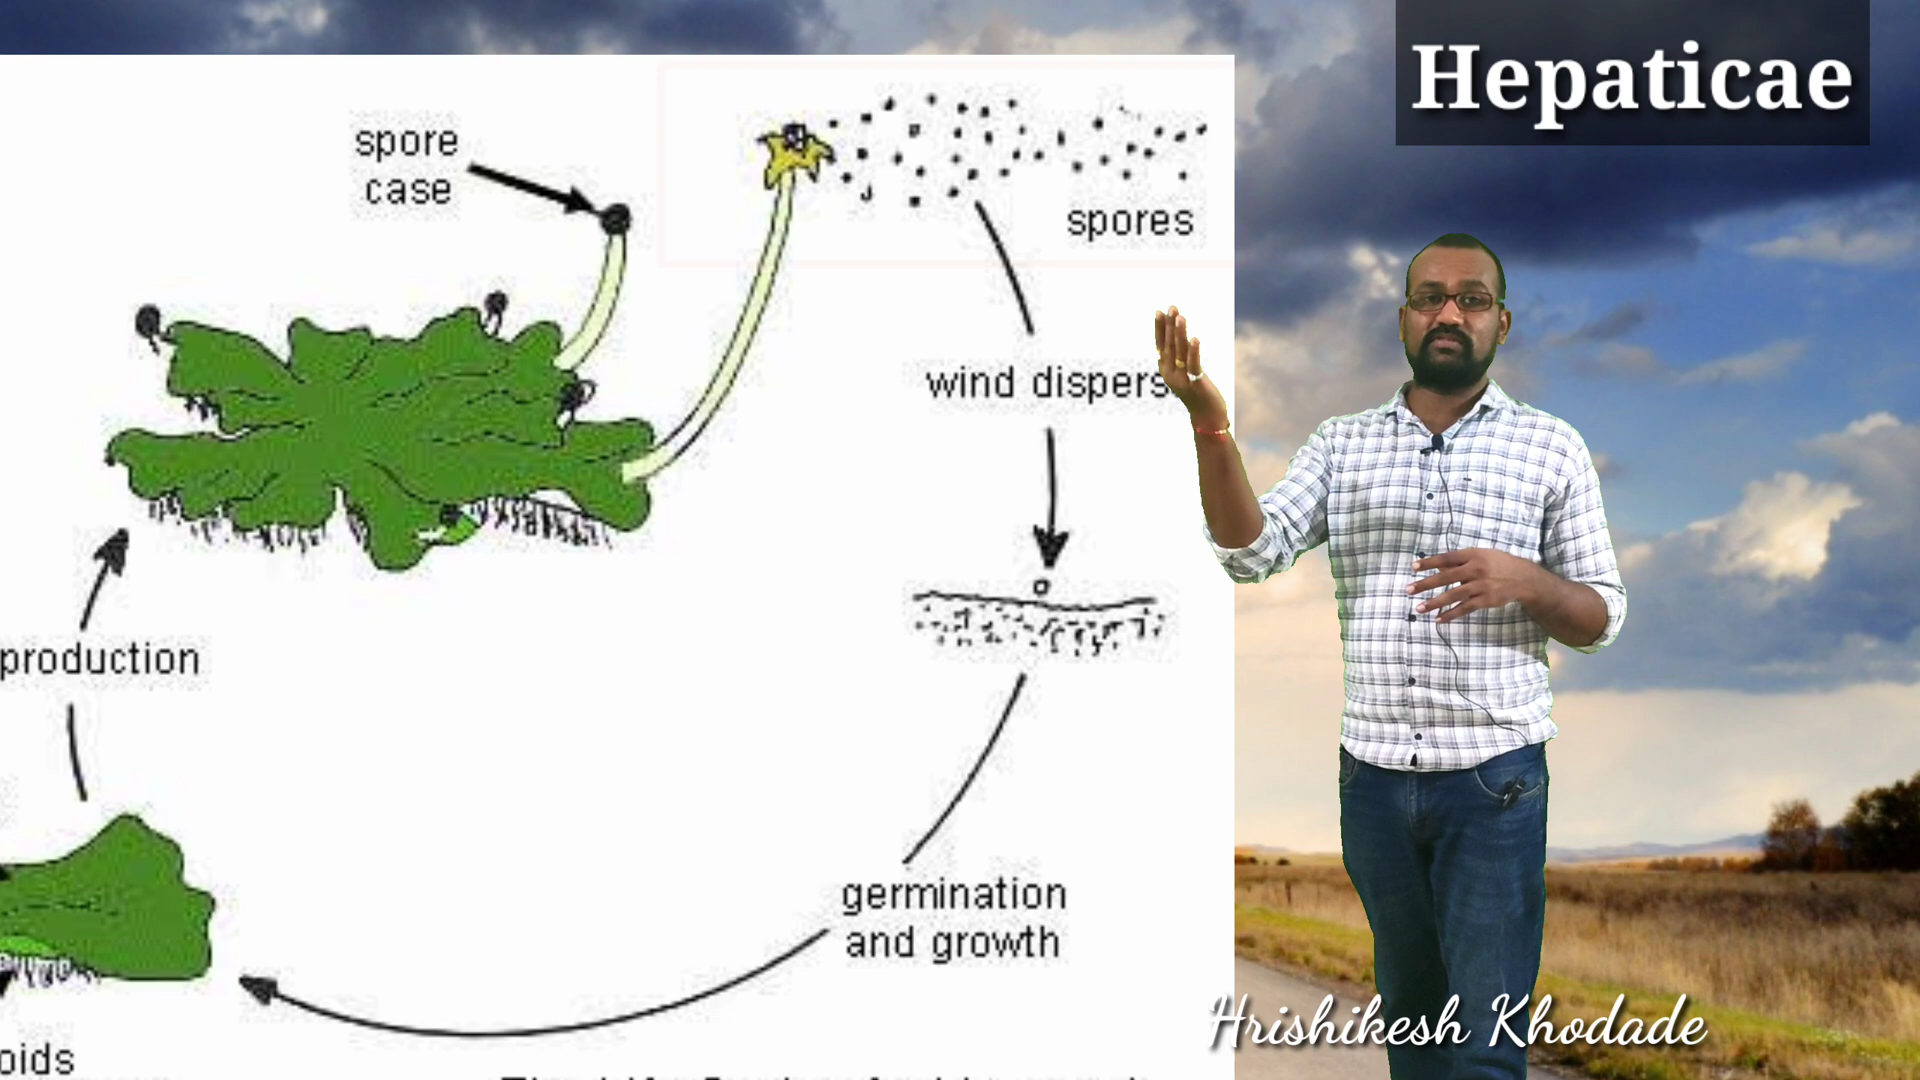 Hepaticae
spore
case
spores
wind dispers
production
germination
and growth
oids
Hrishikesh Khodade